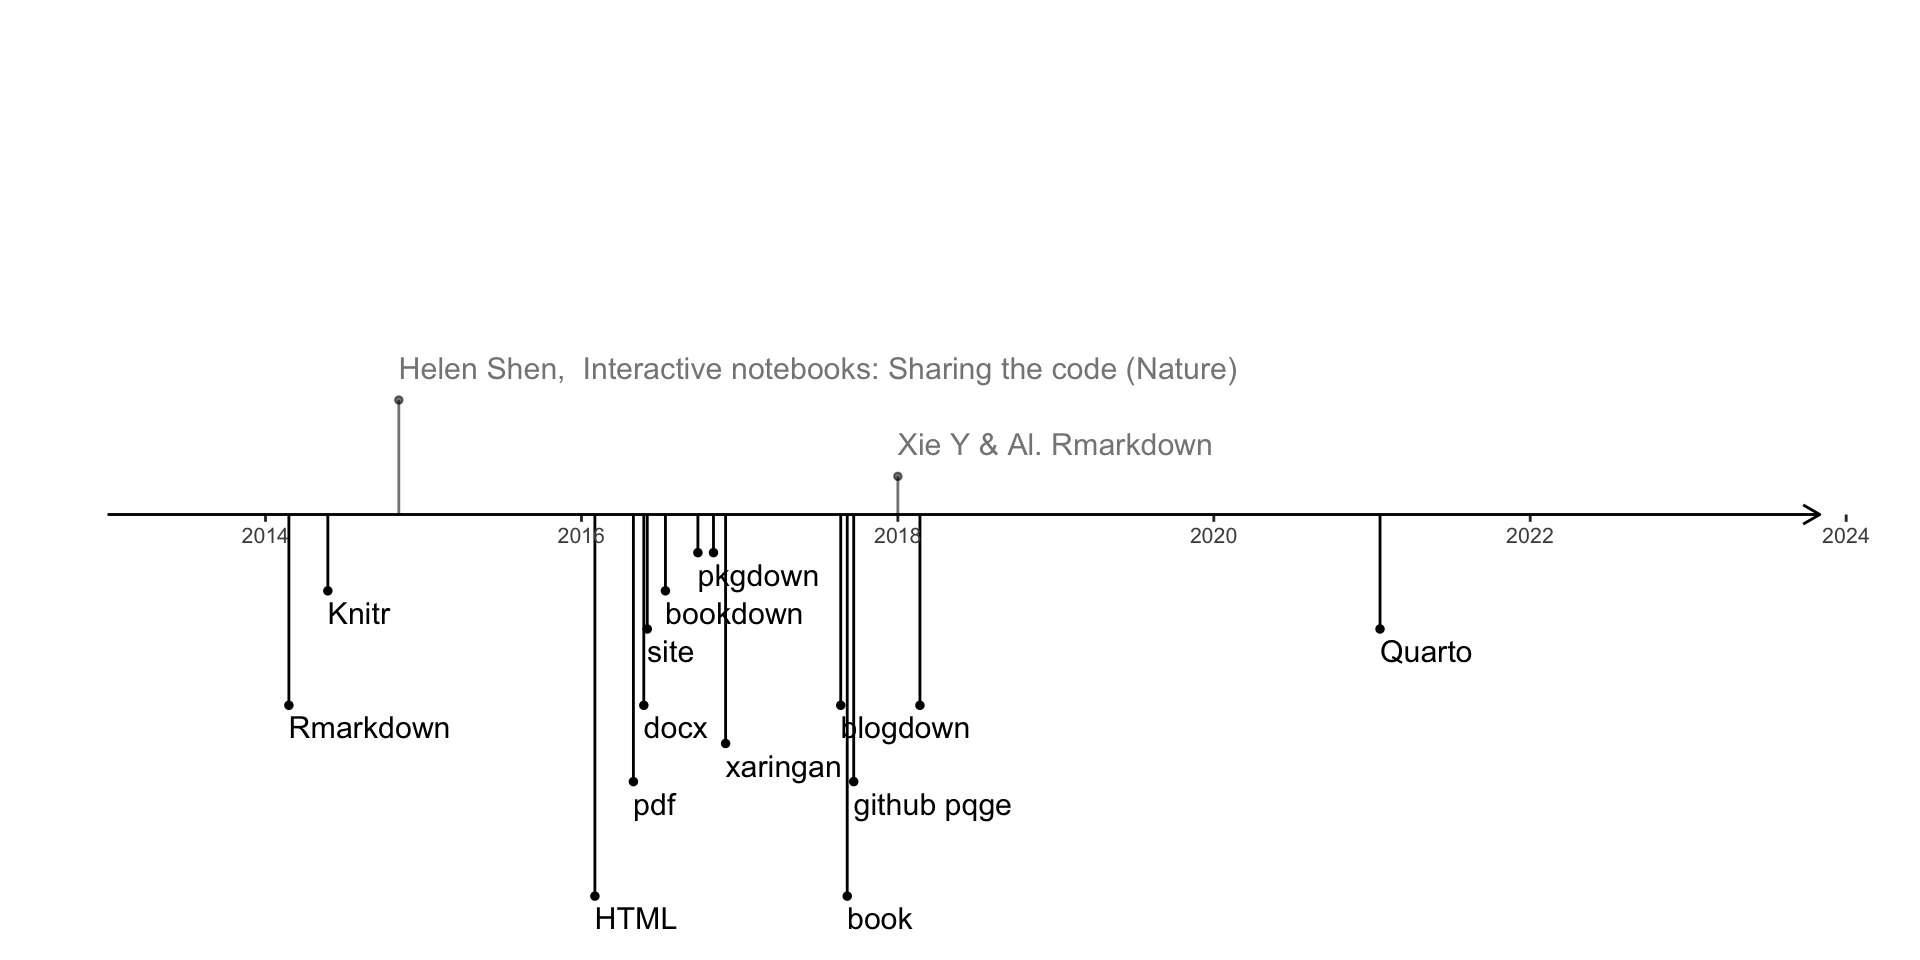 Helen Shen,  Interactive notebooks: Sharing the code (Nature)
Xie Y & Al. Rmarkdown
2014
2016
2018
2020
2022
2024
pkgdown
Knitr
bookdown
site
Quarto
Rmarkdown
docx
blogdown
xaringan
pdf
github pqge
HTML
book